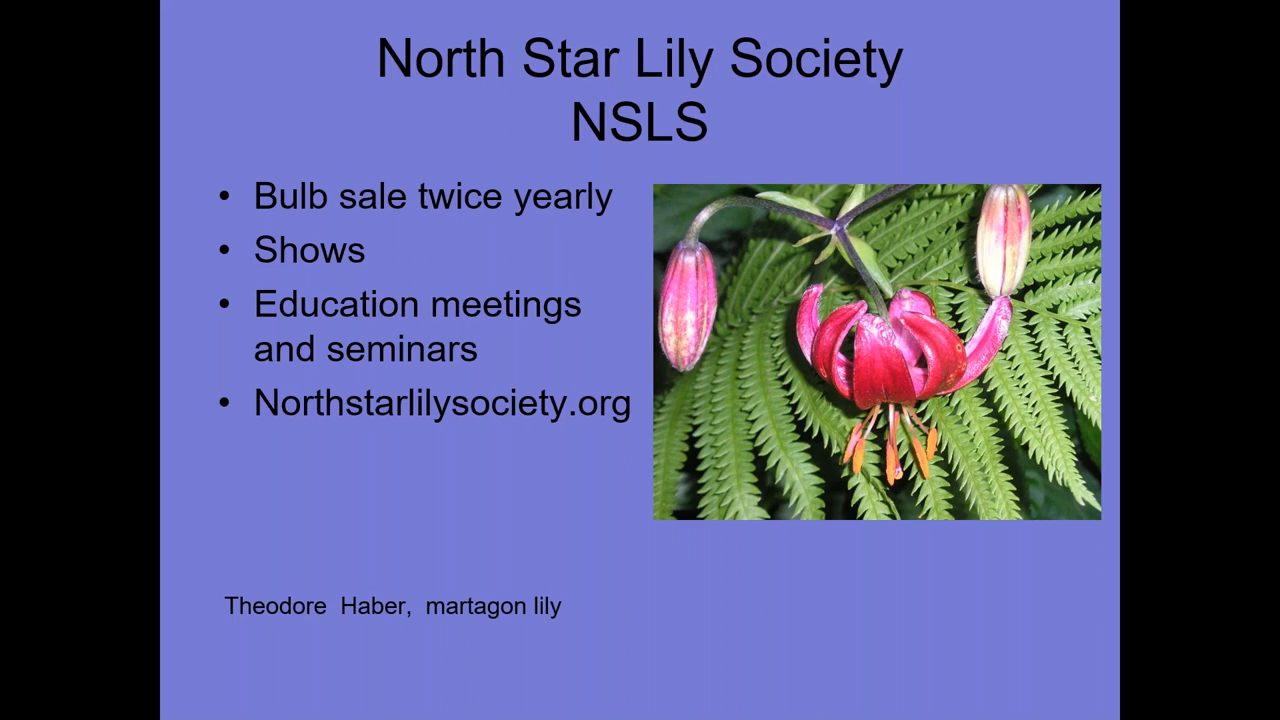 North Star Lily Society
NSLS
• Bulb sale twice yearly
• Shows
• Education meetings
and seminars
• Northstarlilysociety.org
Theodore Haber, martagon lily